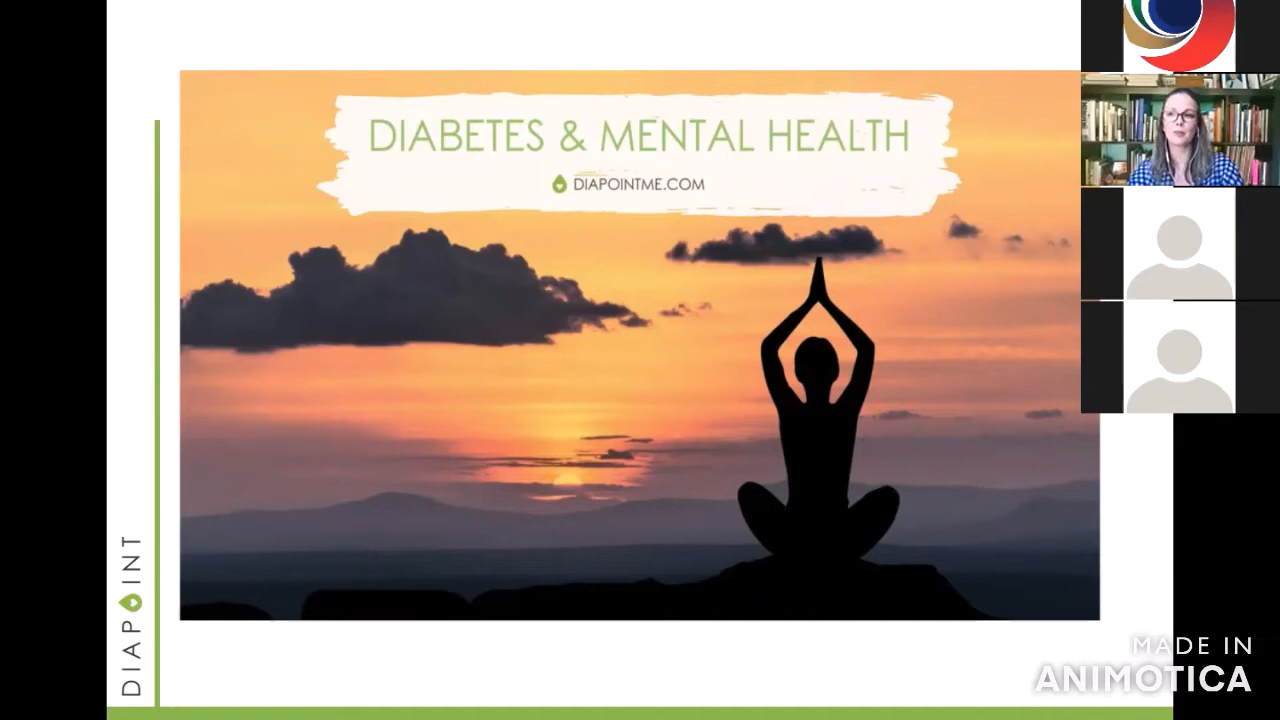 DIABETES & MENTAL HEALTH
DIAPOINTME.COM
DIAPOINT
MADE IN
ANIMOTICA